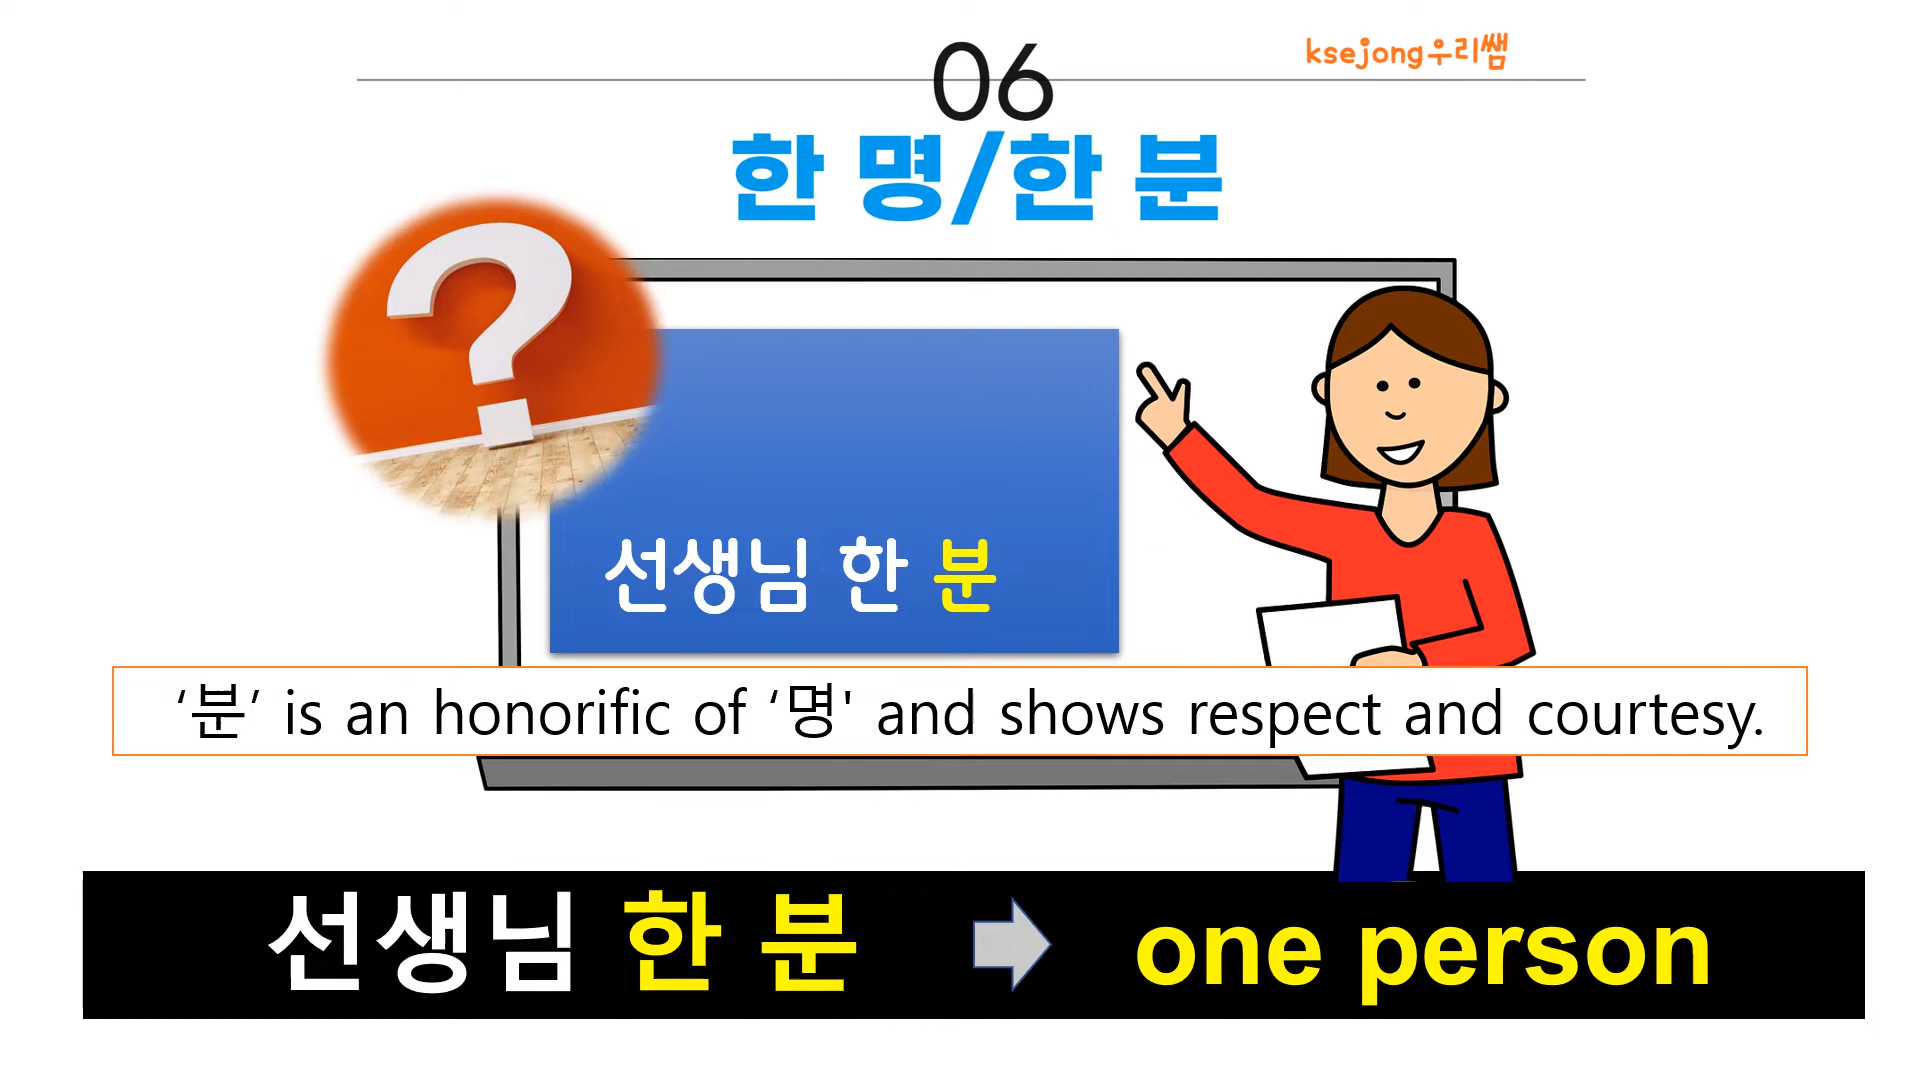 06
ksejong우리쌤
한 명/한 분
선생님 한 분
‘분’ is an honorific of ‘명' and shows respect and courtesy.
선생님 한 분
one person